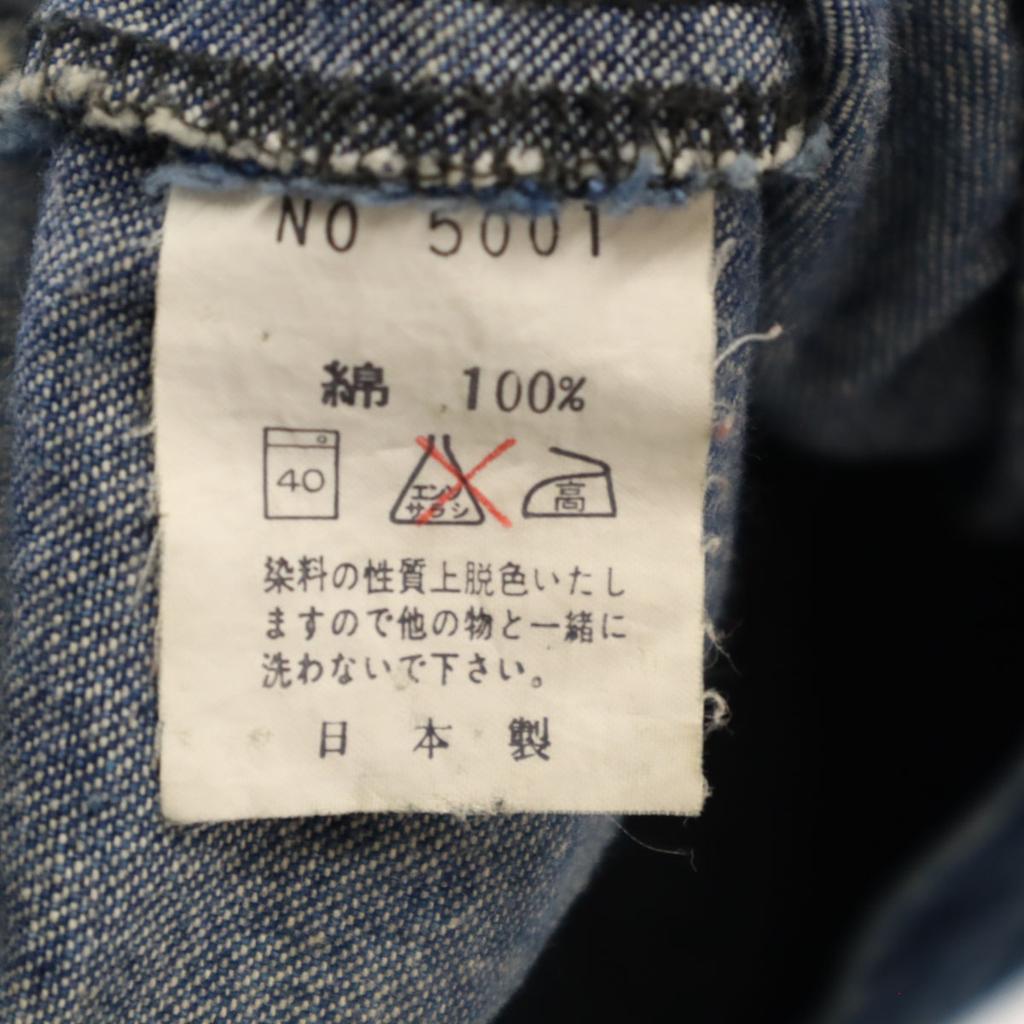 NO 5001
綿 100%
40 エンソ サラシ 高
染料の性質上脱色いたし
ますので他の物と一緒に
洗わないで下さい。
日本製